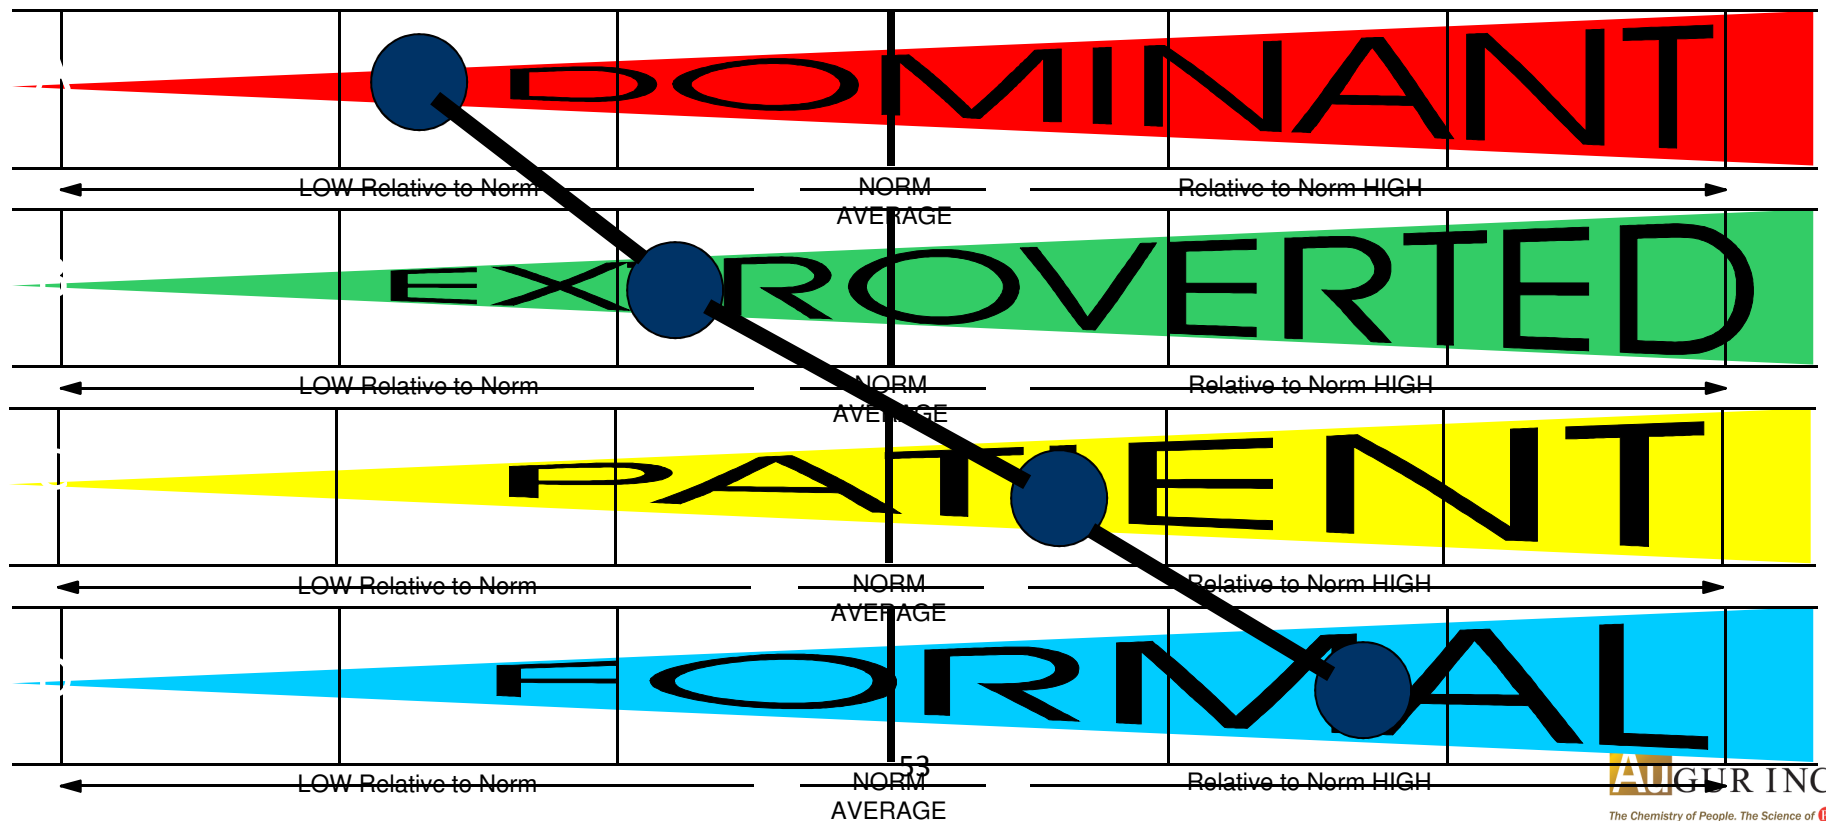 DOMINANT
LOW Relative to Norm NORM AVERAGE Relative to Norm HIGH
EXTROVERTED
LOW Relative to Norm NORM AVERAGE Relative to Norm HIGH
PATIENT
LOW Relative to Norm NORM AVERAGE Relative to Norm HIGH
FORMAL
53
LOW Relative to Norm NORM AVERAGE Relative to Norm HIGH
AUGUR INC
The Chemistry of People. The Science of